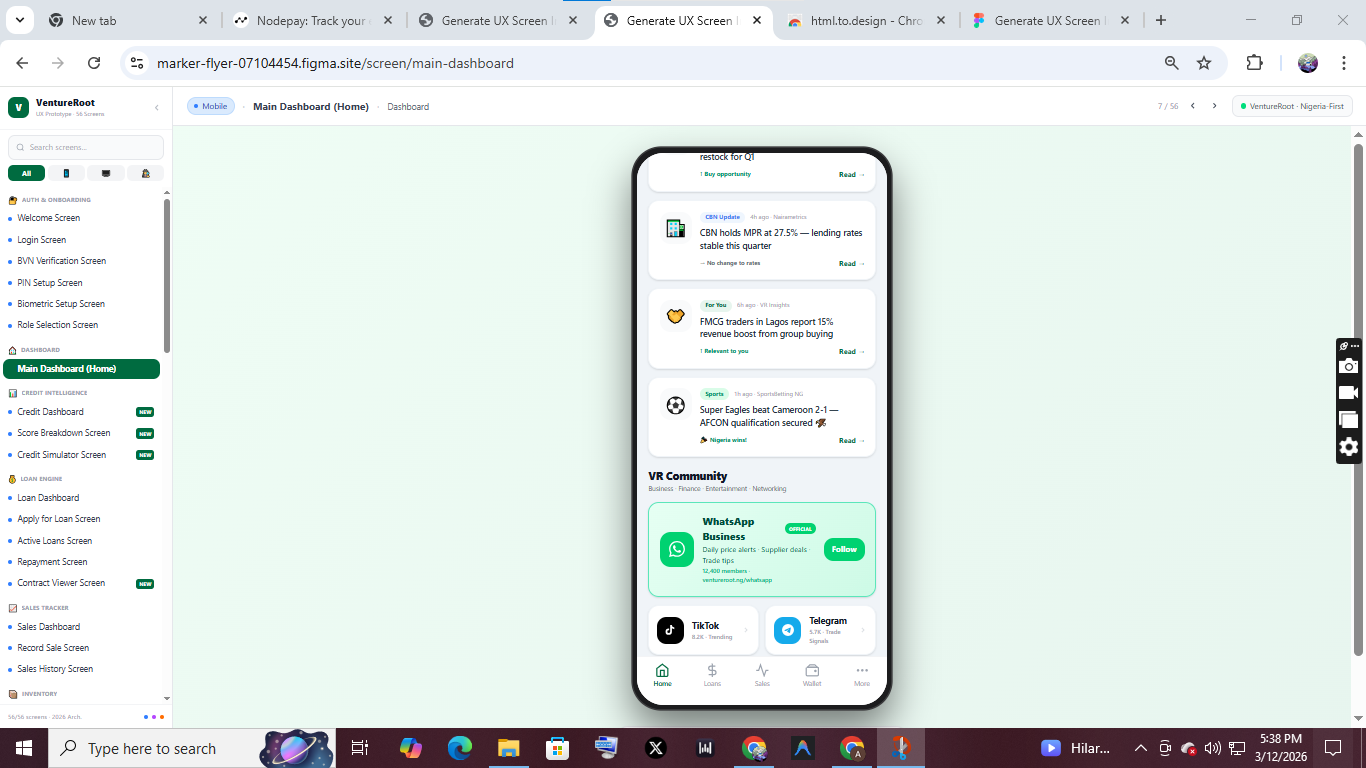 New tab
Nodepay: Track your
Generate UX Screen
Generate UX Screen
html.to.design - Chro
Generate UX Screen
marker-flyer-07104454.figma.site/screen/main-dashboard
V
VentureRoot
UX Prototype · 56 Screens
Search screens...
All
AUTH & ONBOARDING
Welcome Screen
Login Screen
BVN Verification Screen
PIN Setup Screen
Biometric Setup Screen
Role Selection Screen
DASHBOARD
Main Dashboard (Home)
CREDIT INTELLIGENCE
Credit Dashboard NEW
Score Breakdown Screen NEW
Credit Simulator Screen NEW
LOAN ENGINE
Loan Dashboard
Apply for Loan Screen
Active Loans Screen
Repayment Screen
Contract Viewer Screen NEW
SALES TRACKER
Sales Dashboard
Record Sale Screen
Sales History Screen
INVENTORY
56/56 screens · 2026 Arch.
Mobile · Main Dashboard (Home) · Dashboard
7 / 56
VentureRoot · Nigeria-First
restock for Q1
↑ Buy opportunity Read →
CBN Update 4h ago · Nairametrics
CBN holds MPR at 27.5% — lending rates
stable this quarter
→ No change to rates Read →
For You 6h ago · VR Insights
FMCG traders in Lagos report 15%
revenue boost from group buying
↑ Relevant to you Read →
Sports 1h ago · SportsBetting NG
Super Eagles beat Cameroon 2-1 —
AFCON qualification secured
Nigeria wins! Read →
VR Community
Business · Finance · Entertainment · Networking
WhatsApp
Business
OFFICIAL
Daily price alerts · Supplier deals ·
Trade tips
12,400 members ·
ventureroot.ng/whatsapp
Follow
TikTok
8.2K · Trending
Telegram
5.7K · Trade
Signals
Home
Loans
Sales
Wallet
More
Type here to search
Hilar...
5:38 PM
3/12/2026